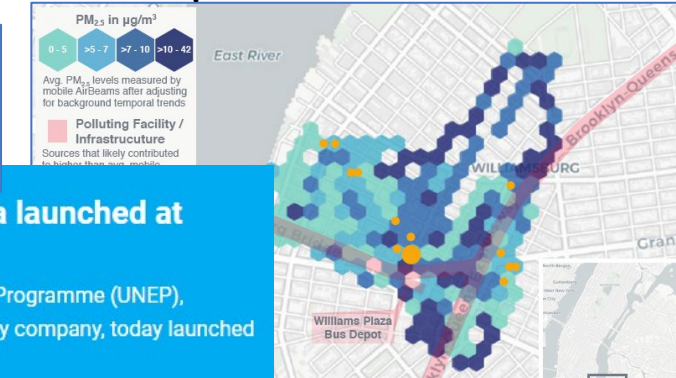 PM2.5 in µg/m³
0 - 5
>5 - 7
>7 - 10
>10 - 42
Avg. PM2.5 levels measured by
mobile AirBeams after adjusting
for background temporal trends
Polluting Facility /
Infrastrucuture
Sources that likely contributed
to higher than avg. mobile
East River
WILLIAMSBURG
Brooklyn-Queens
Williams Plaza
Bus Depot
Gran
a launched at
Programme (UNEP),
y company, today launched